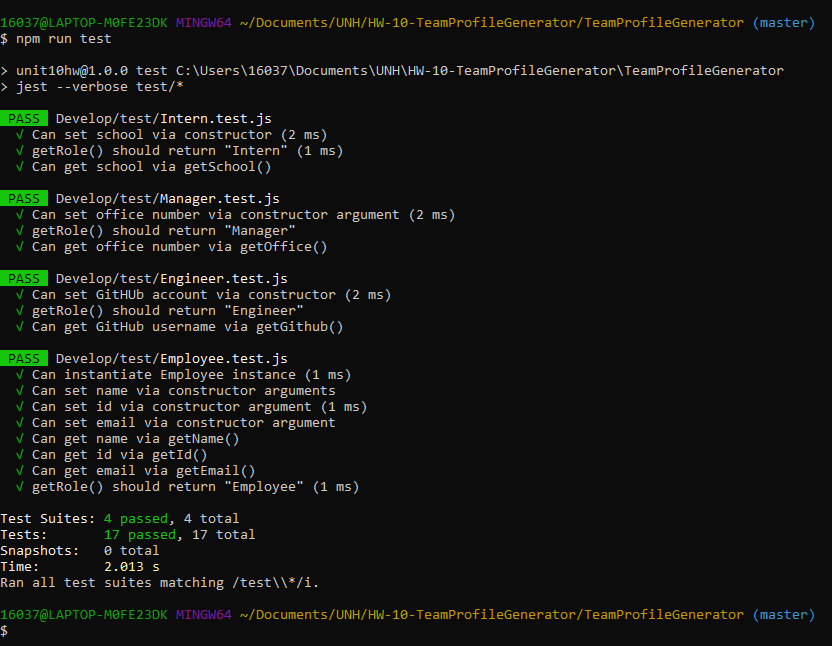 16037@LAPTOP-M0FE23DK MINGW64 ~/Documents/UNH/HW-10-TeamProfileGenerator/TeamProfileGenerator (master)
$ npm run test
> unit10hw@1.0.0 test C:\Users\16037\Documents\UNH\HW-10-TeamProfileGenerator\TeamProfileGenerator
> jest --verbose test/*
PASS Develop/test/Intern.test.js
√ Can set school via constructor (2 ms)
√ getRole() should return "Intern" (1 ms)
√ Can get school via getSchool()
PASS Develop/test/Manager.test.js
√ Can set office number via constructor argument (2 ms)
√ getRole() should return "Manager"
√ Can get office number via getOffice()
PASS Develop/test/Engineer.test.js
√ Can set GitHUb account via constructor (2 ms)
√ getRole() should return "Engineer"
√ Can get GitHub username via getGithub()
PASS Develop/test/Employee.test.js
√ Can instantiate Employee instance (1 ms)
√ Can set name via constructor arguments
√ Can set id via constructor argument (1 ms)
√ Can set email via constructor argument
√ Can get name via getName()
√ Can get id via getId()
√ Can get email via getEmail()
√ getRole() should return "Employee" (1 ms)
Test Suites: 4 passed, 4 total
Tests: 17 passed, 17 total
Snapshots: 0 total
Time: 2.013 s
Ran all test suites matching /test\\*/i.
16037@LAPTOP-M0FE23DK MINGW64 ~/Documents/UNH/HW-10-TeamProfileGenerator/TeamProfileGenerator (master)
$